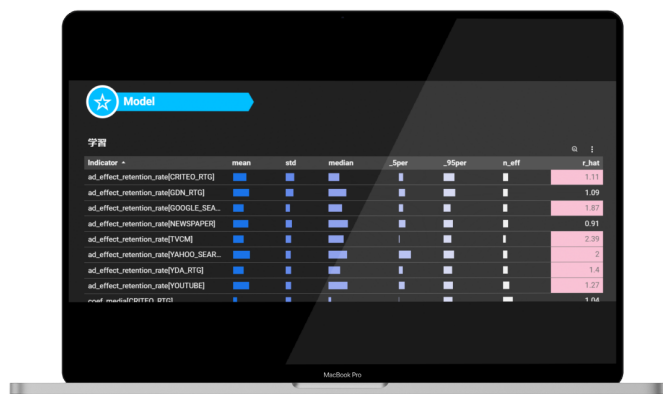 Model
学習
Indicator mean std median _5per _95per n_eff r_hat
ad_effect_retention_rate[CRITEO_RTG] 1.11
ad_effect_retention_rate[GDN_RTG] 1.09
ad_effect_retention_rate[GOOGLE_SEA... 1.87
ad_effect_retention_rate[NEWSPAPER] 0.91
ad_effect_retention_rate[TVCM] 2.39
ad_effect_retention_rate[YAHOO_SEAR... 2
ad_effect_retention_rate[YDA_RTG] 1.4
ad_effect_retention_rate[YOUTUBE] 1.27
coef_media[CRITEO_RTG] 1.04
MacBook Pro